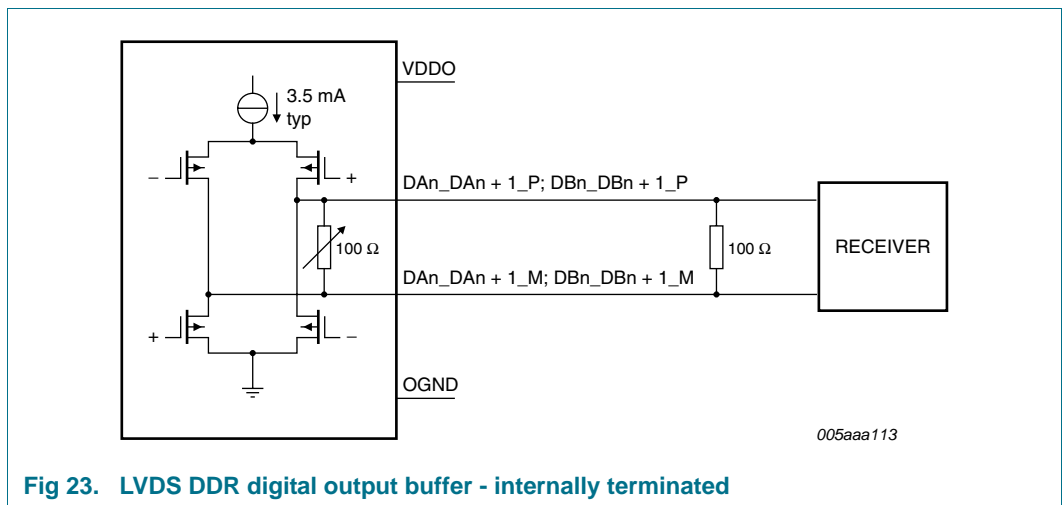 VDDO
3.5 mA
typ
−
+
DAn_DAn + 1_P; DBn_DBn + 1_P
100 Ω
100 Ω
RECEIVER
DAn_DAn + 1_M; DBn_DBn + 1_M
+
−
OGND
005aaa113
Fig 23. LVDS DDR digital output buffer - internally terminated